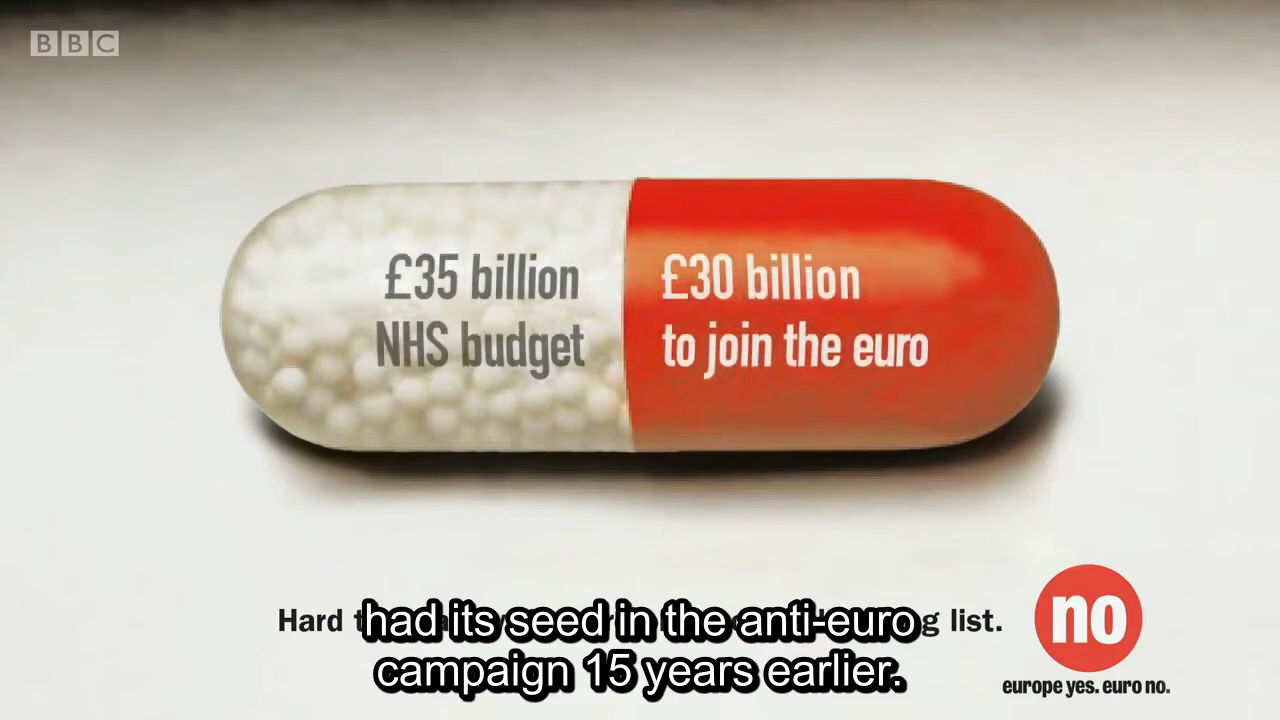 BBC
£35 billion
NHS budget
£30 billion
to join the euro
Hard
g list.
had its seed in the anti-euro
campaign 15 years earlier.
no
europe yes. euro no.